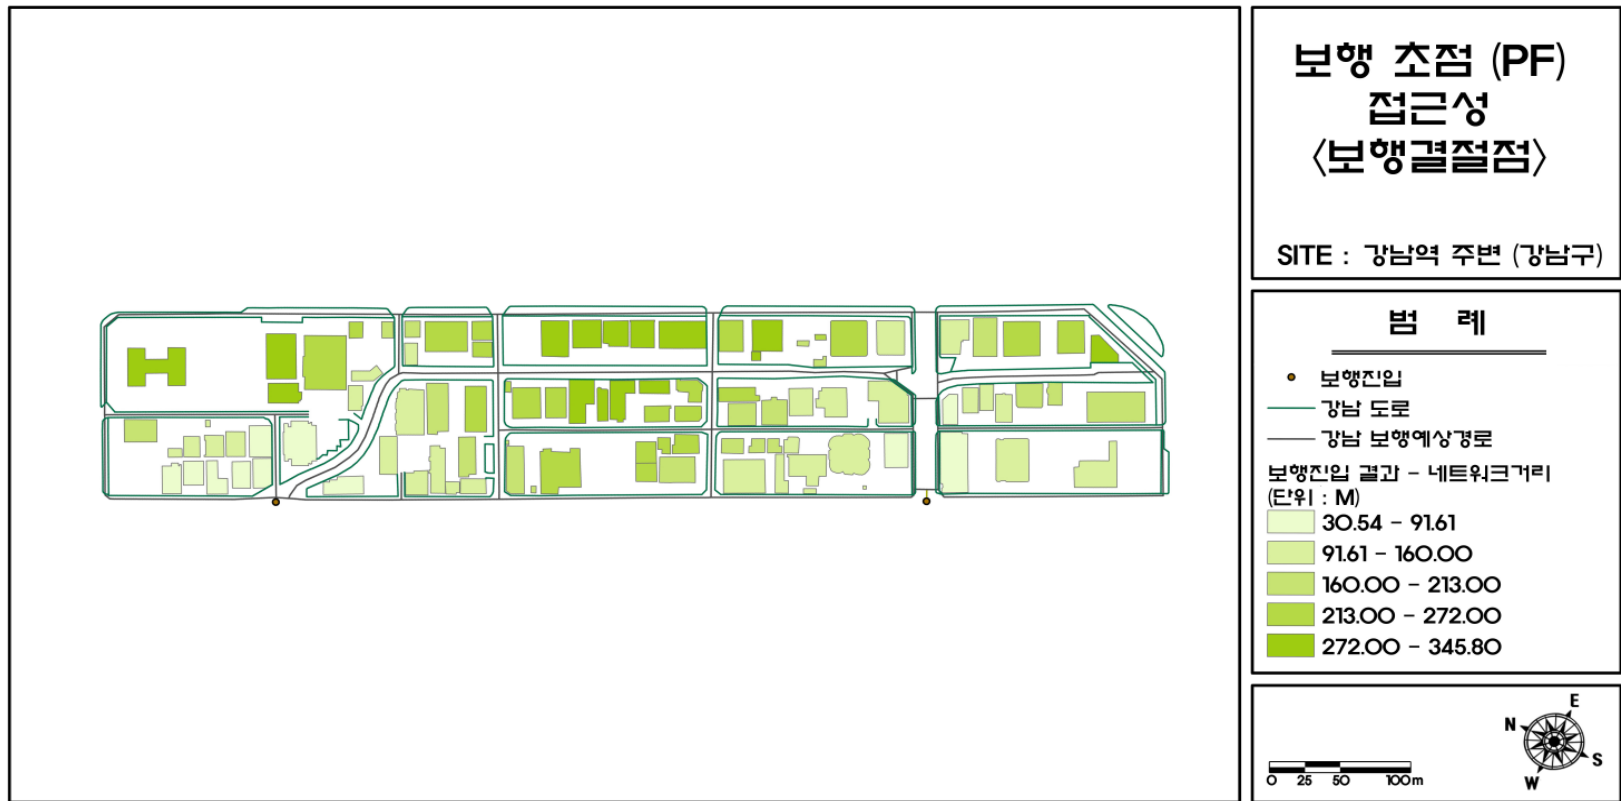 보행 초점 (PF)
접근성
<보행결절점>
SITE : 강남역 주변 (강남구)
범 례
보행진입
강남 도로
강남 보행예상경로
보행진입 결과 - 네트워크거리
(단위 : M)
30.54 - 91.61
91.61 - 160.00
160.00 - 213.00
213.00 - 272.00
272.00 - 345.80
0 25 50 100m
N E S W